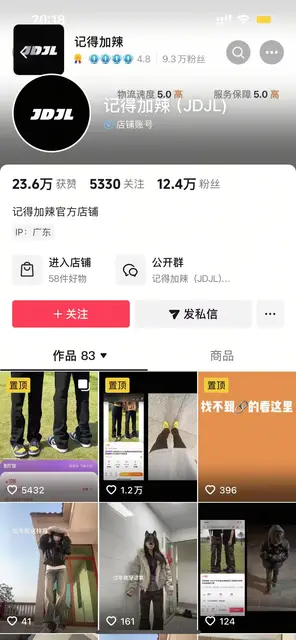 20:18
JDJL
记得加辣
4.8
9.3万粉丝
物流速度 5.0 高
服务保障 5.0 高
JDJL
记得加辣 (JDJL)
店铺账号
23.6万 获赞
5330 关注
12.4万 粉丝
记得加辣官方店铺
IP：广东
进入店铺
58件好物
公开群
记得加辣（JDJL)...
+ 关注
发私信
作品 83
商品
置顶
5432
置顶
1.2万
置顶
找不到🔗的看这里
396
41
161
124